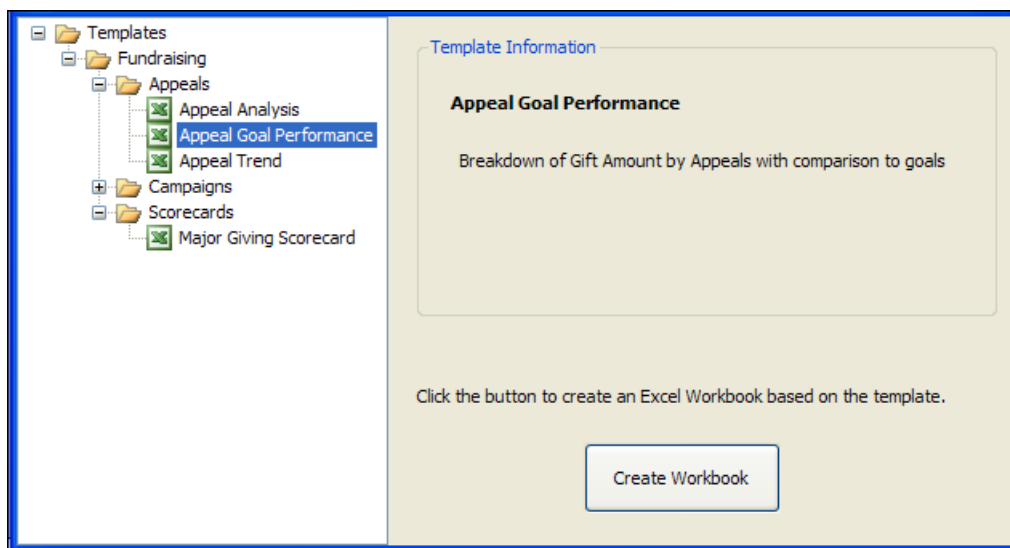 Templates
Fundraising
Appeals
Appeal Analysis
Appeal Goal Performance
Appeal Trend
Campaigns
Scorecards
Major Giving Scorecard
Template Information
Appeal Goal Performance
Breakdown of Gift Amount by Appeals with comparison to goals
Click the button to create an Excel Workbook based on the template.
Create Workbook